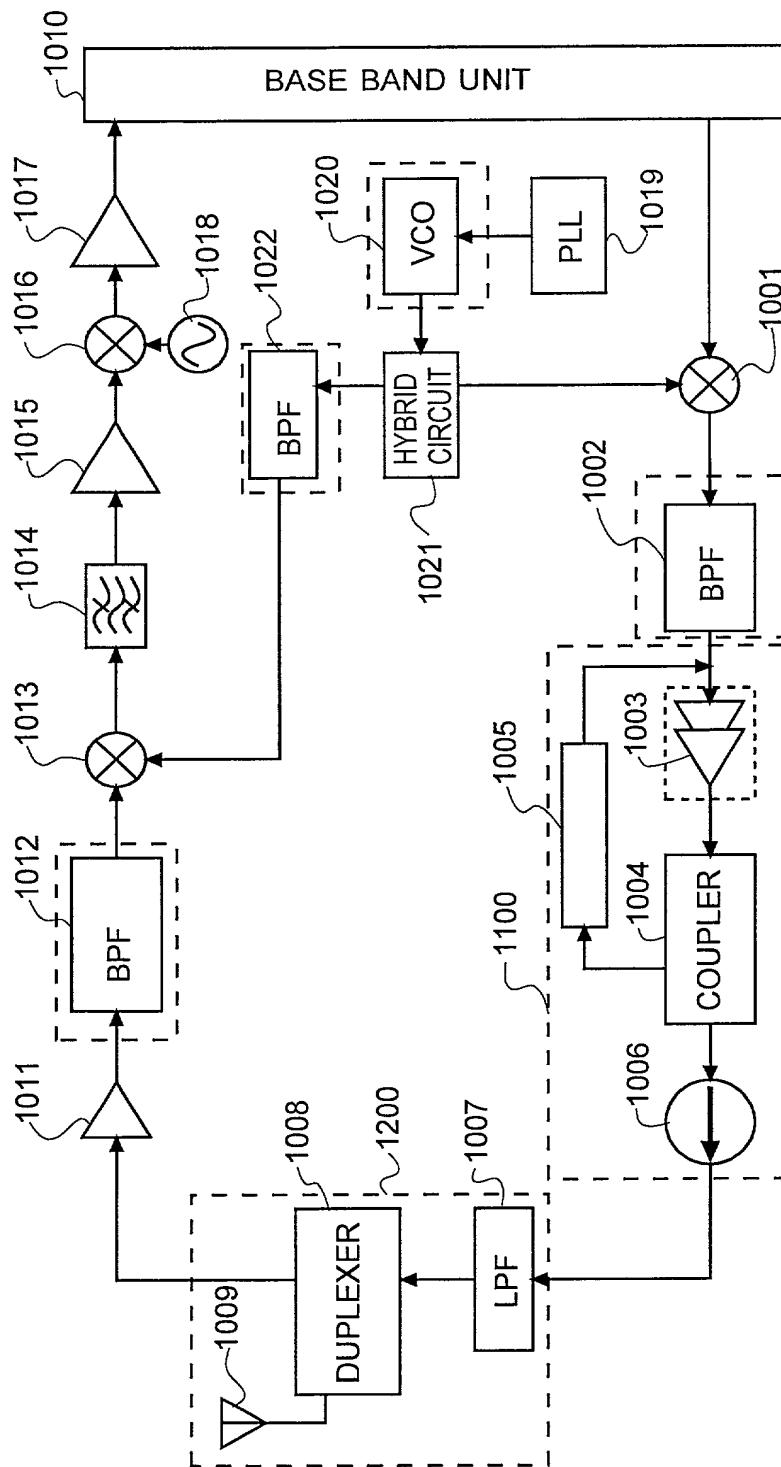 1009
1008
DUPLEXER
1200
1007
LPF
1011
1012
BPF
1013
1014
1015
1016
1018
1017
1010
BASE BAND UNIT
1022
BPF
1020
VCO
PLL
1019
HYBRID
CIRCUIT
1021
1001
1002
BPF
1003
1005
1004
COUPLER
1006
1100